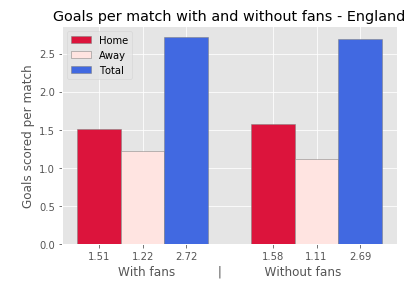 Goals per match with and without fans - England
Home
Away
Total
Goals scored per match
2.5
2.0
1.5
1.0
0.5
0.0
1.51 1.22 2.72 1.58 1.11 2.69
With fans | Without fans